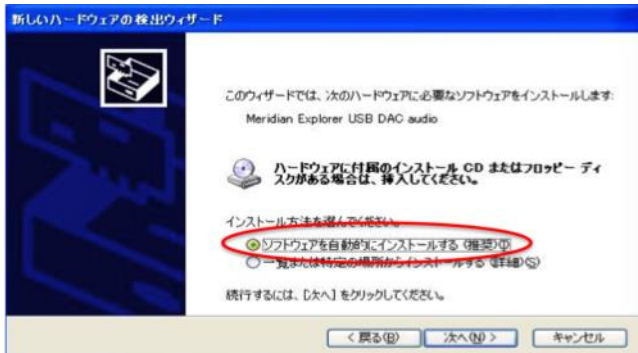 新しいハードウェアの検出ウィザード
このウィザードでは、次のハードウェアに必要なソフトウェアをインストールします:
Meridian Explorer USB DAC audio
ハードウェアに付属のインストール CD またはフロッピー ディ
スクがある場合は、挿入してください。
インストール方法を選んでください。
ソフトウェアを自動的にインストールする (推奨)(I)
一覧または特定の場所からインストールする (詳細)(S)
続行するには、[次へ] をクリックしてください。
< 戻る(B) 次へ(N) > キャンセル